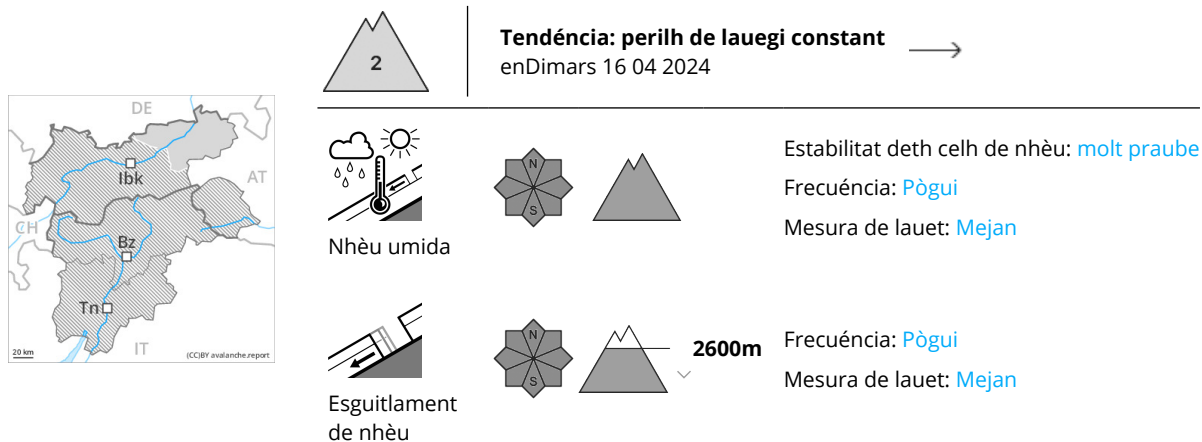 2
Tendéncia: perilh de lauegi constant
enDimars 16 04 2024
DE
Ibk
AT
CH
Bz
Tn
IT
20 km
(CC)BY avalanche.report
N
S
Nhèu umida
Estabilitat deth celh de nhèu: molt praube
Frecuéncia: Pògui
Mesura de lauet: Mejan
N
S
2600m
Esguitlament
de nhèu
Frecuéncia: Pògui
Mesura de lauet: Mejan